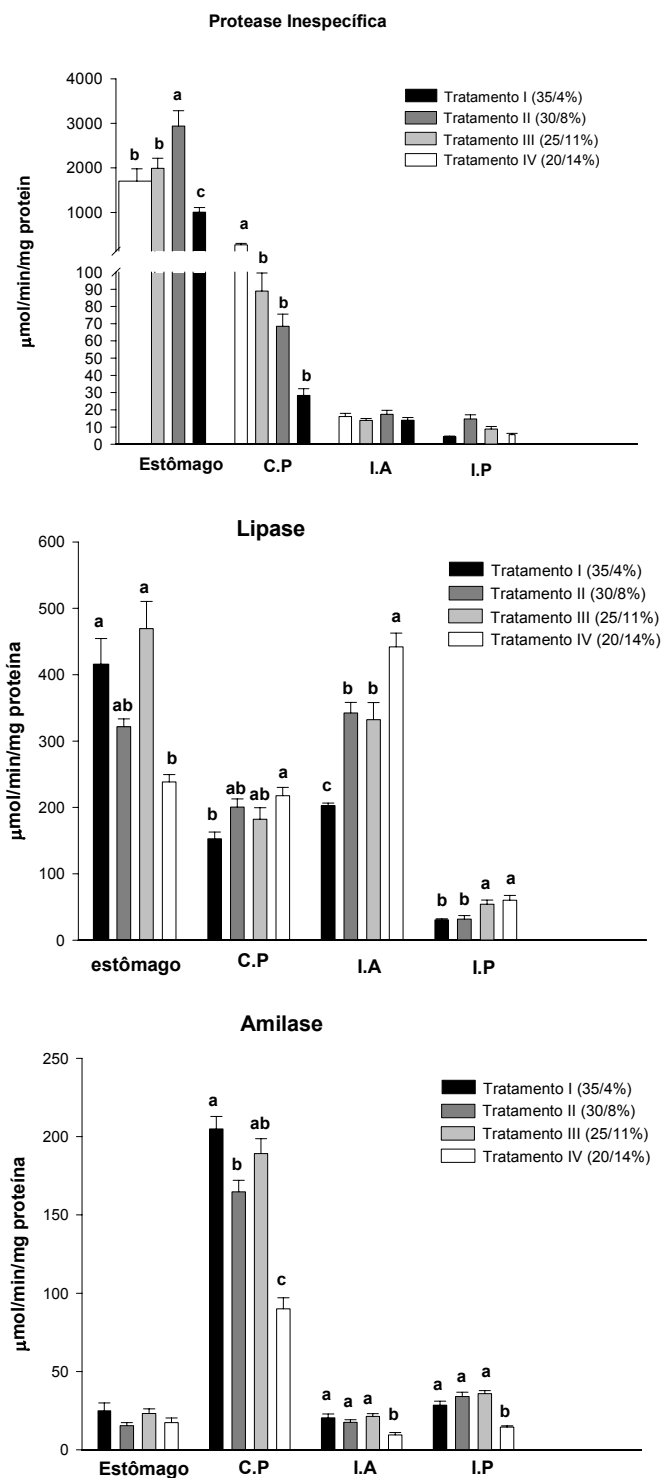 Protease Inespecífica
4000
3000
2000
1000
100
90
80
70
60
50
40
30
20
10
0
µmol/min/mg protein
Tratamento I (35/4%)
Tratamento II (30/8%)
Tratamento III (25/11%)
Tratamento IV (20/14%)
b b a c
a b b b
Estômago C.P I.A I.P
Lipase
600
500
400
300
200
100
0
µmol/min/mg proteína
Tratamento I (35/4%)
Tratamento II (30/8%)
Tratamento III (25/11%)
Tratamento IV (20/14%)
a ab a b
b ab ab a
c b b a
b b a a
estômago C.P I.A I.P
Amilase
250
200
150
100
50
0
µmol/min/mg proteína
Tratamento I (35/4%)
Tratamento II (30/8%)
Tratamento III (25/11%)
Tratamento IV (20/14%)
a b ab c
a a a b
a a a b
Estômago C.P I.A I.P